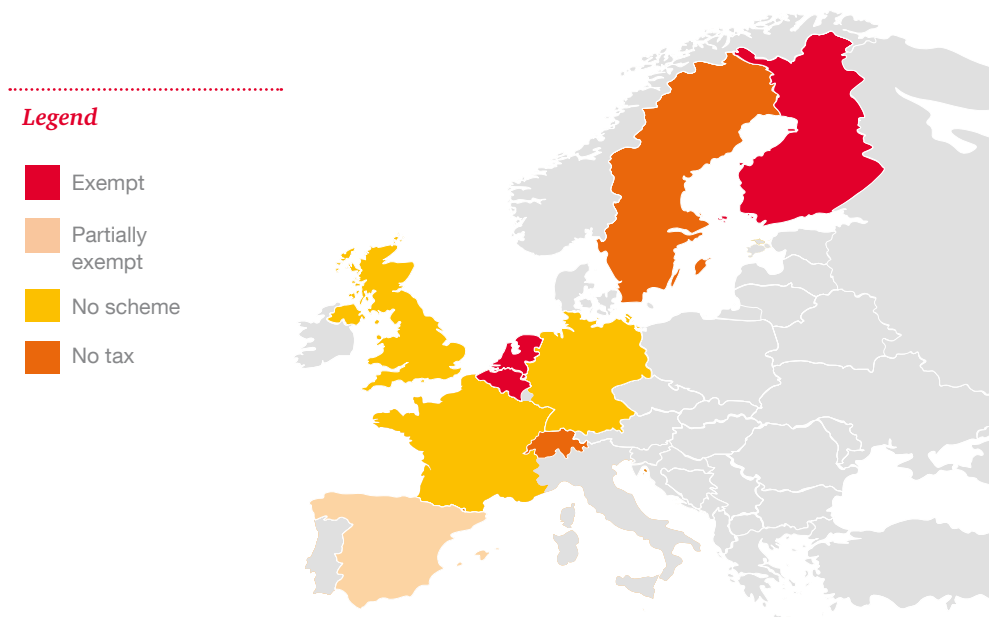 Legend
Exempt
Partially
exempt
No scheme
No tax